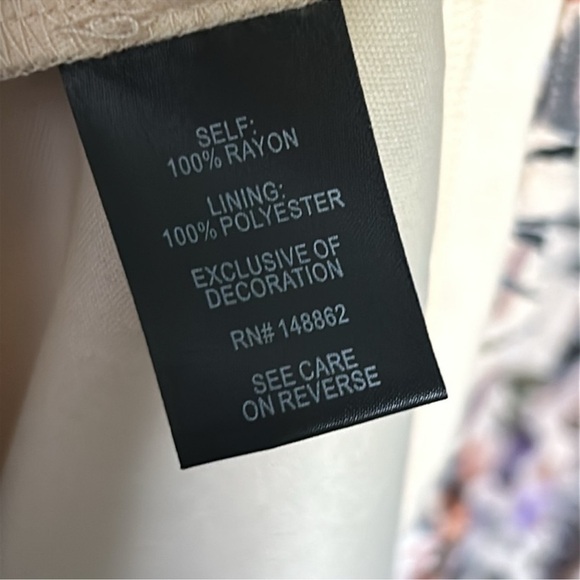 SELF:
100% RAYON
LINING:
100% POLYESTER
EXCLUSIVE OF
DECORATION
RN# 148862
SEE CARE
ON REVERSE